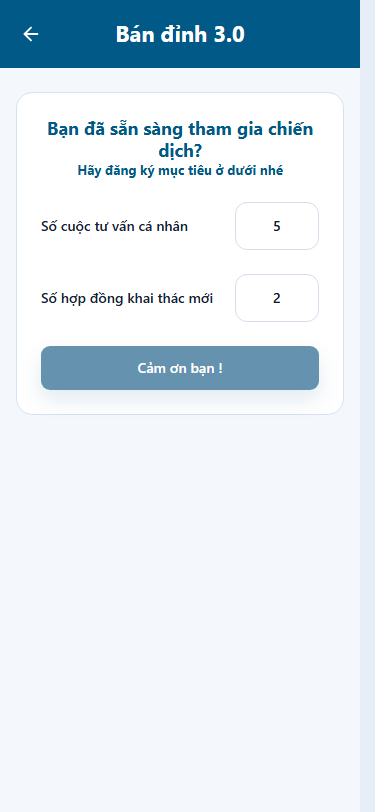 Bán đỉnh 3.0
Bạn đã sẵn sàng tham gia chiến
dịch?
Hãy đăng ký mục tiêu ở dưới nhé
Số cuộc tư vấn cá nhân
5
Số hợp đồng khai thác mới
2
Cảm ơn bạn !